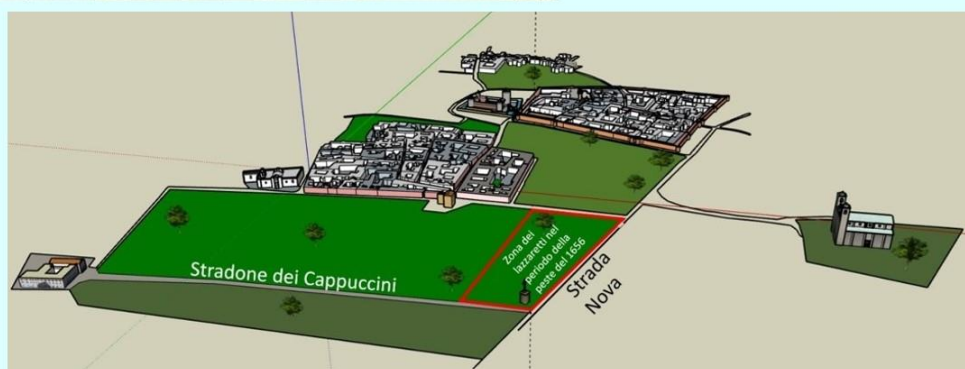 Stradone dei Cappuccini
Zona dei
lazzaretti nel
periodo della
peste del 1656
Strada
Nova